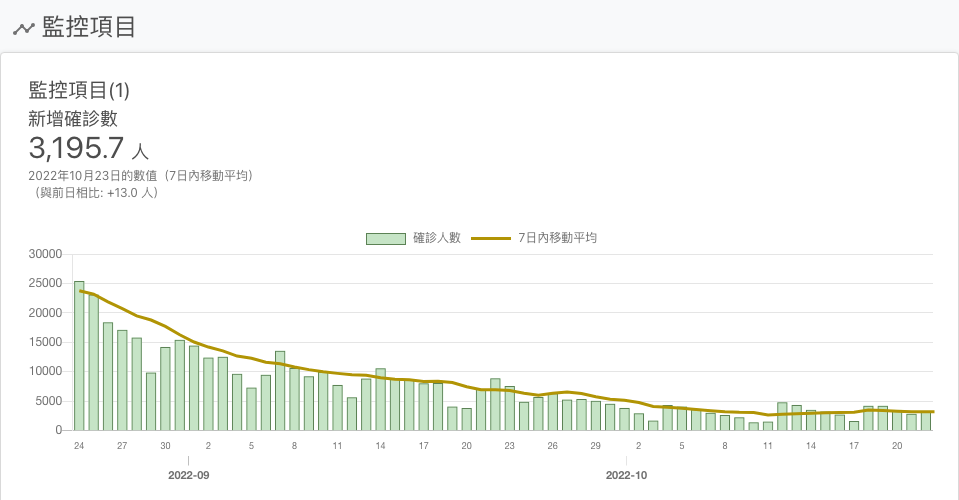 監控項目
監控項目(1)
新增確診數
3,195.7 人
2022年10月23日的數值（7日內移動平均）
（與前日相比: +13.0 人）
確診人數 7日內移動平均
30000
25000
20000
15000
10000
5000
0
24 27 30 2 5 8 11 14 17 20 23 26 29 2 5 8 11 14 17 20
2022-09 2022-10